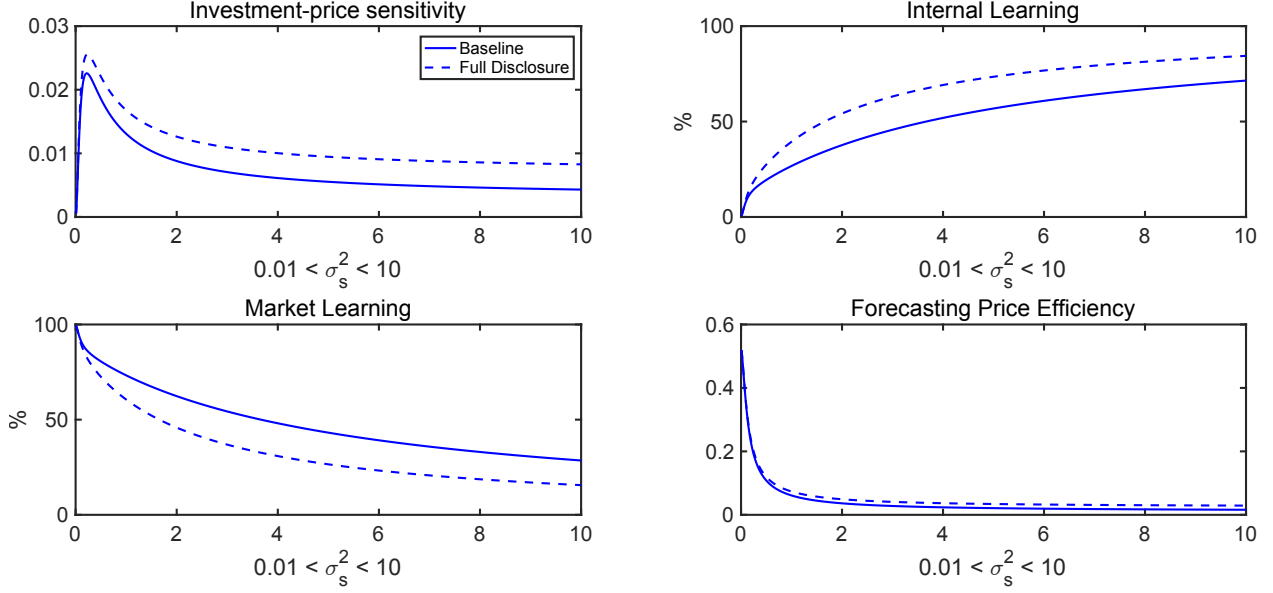 Investment-price sensitivity
0.03
0.02
0.01
0
Baseline
Full Disclosure
0 2 4 6 8 10
0.01 < σ_s^2 < 10
Internal Learning
100
50
0
%
0 2 4 6 8 10
0.01 < σ_s^2 < 10
Market Learning
100
50
0
%
0 2 4 6 8 10
0.01 < σ_s^2 < 10
Forecasting Price Efficiency
0.6
0.4
0.2
0
0 2 4 6 8 10
0.01 < σ_s^2 < 10